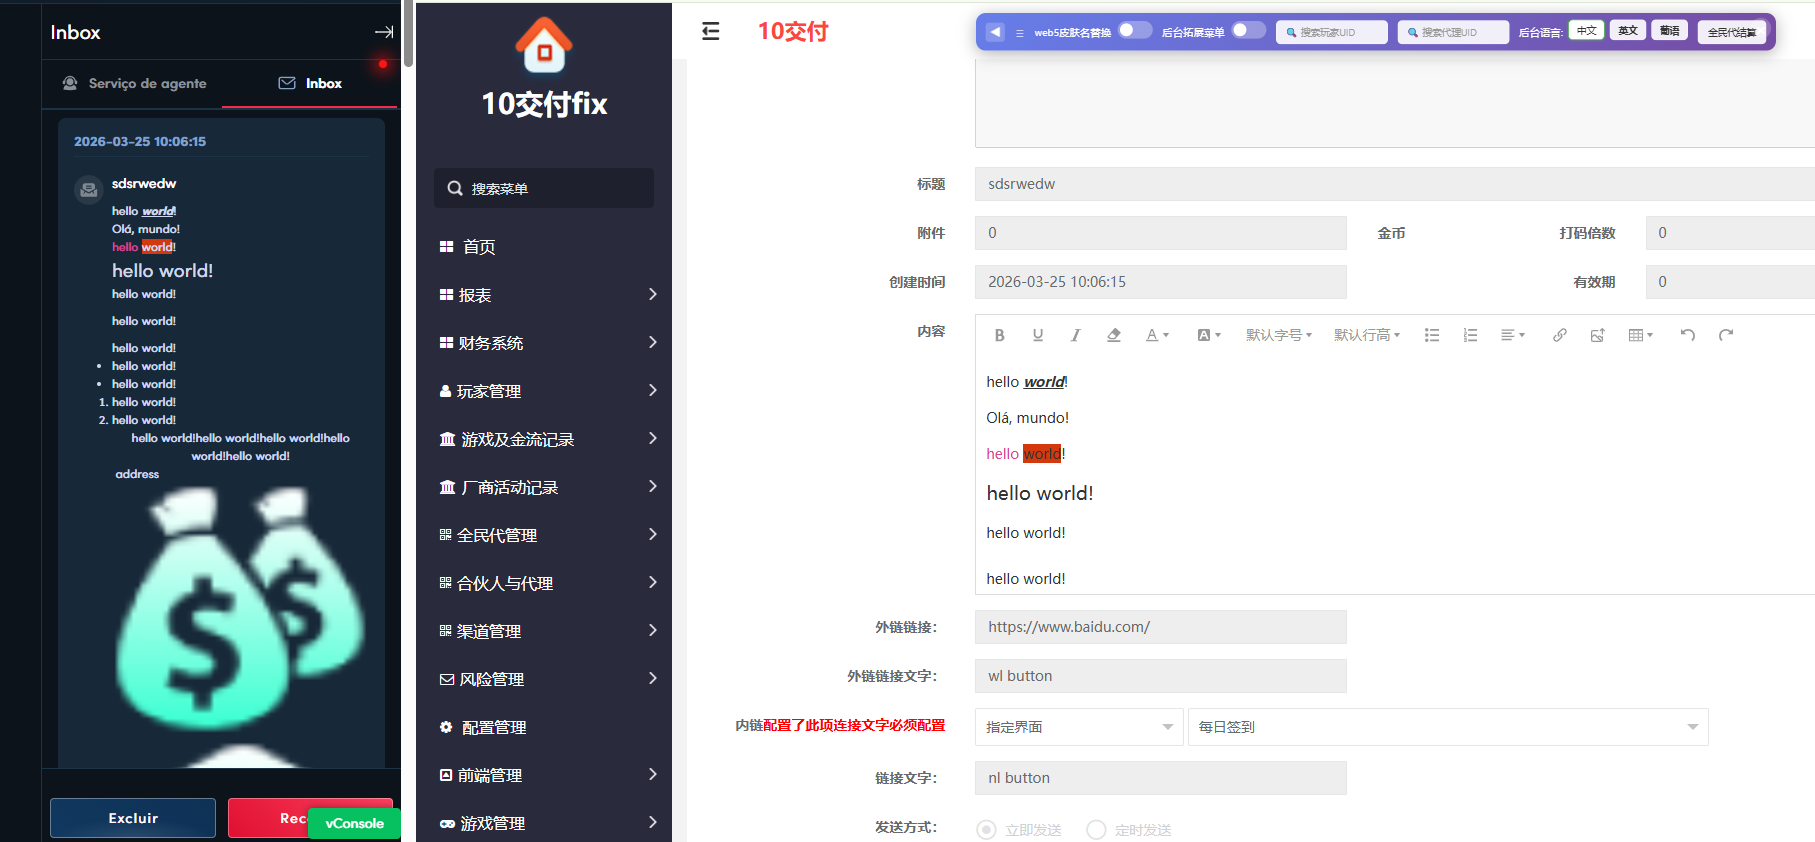 Inbox
Serviço de agente
Inbox
2026-03-25 10:06:15
sdsrwedw
hello world!
Olá, mundo!
hello world!
hello world!
hello world!
hello world!
hello world!
hello world!
hello world!
1. hello world!
2. hello world!
hello world!hello world!hello world!hello
world!hello world!
address
Excluir
Rec
vConsole
10交付fix
搜索菜单
首页
报表
财务系统
玩家管理
游戏及金流记录
厂商活动记录
全民代管理
合伙人与代理
渠道管理
风险管理
配置管理
前端管理
游戏管理
10交付
web5皮肤名替换
后台拓展菜单
搜索玩家UID
搜索代理UID
后台语言:
中文
英文
葡语
全民代结算
标题
sdsrwedw
附件
0
金币
打码倍数
0
创建时间
2026-03-25 10:06:15
有效期
0
内容
B U I A A 默认字号 默认行高
hello world!
Olá, mundo!
hello world!
hello world!
hello world!
hello world!
外链链接：
https://www.baidu.com/
外链链接文字：
wl button
内链配置了此项连接文字必须配置
指定界面
每日签到
链接文字：
nl button
发送方式：
立即发送
定时发送